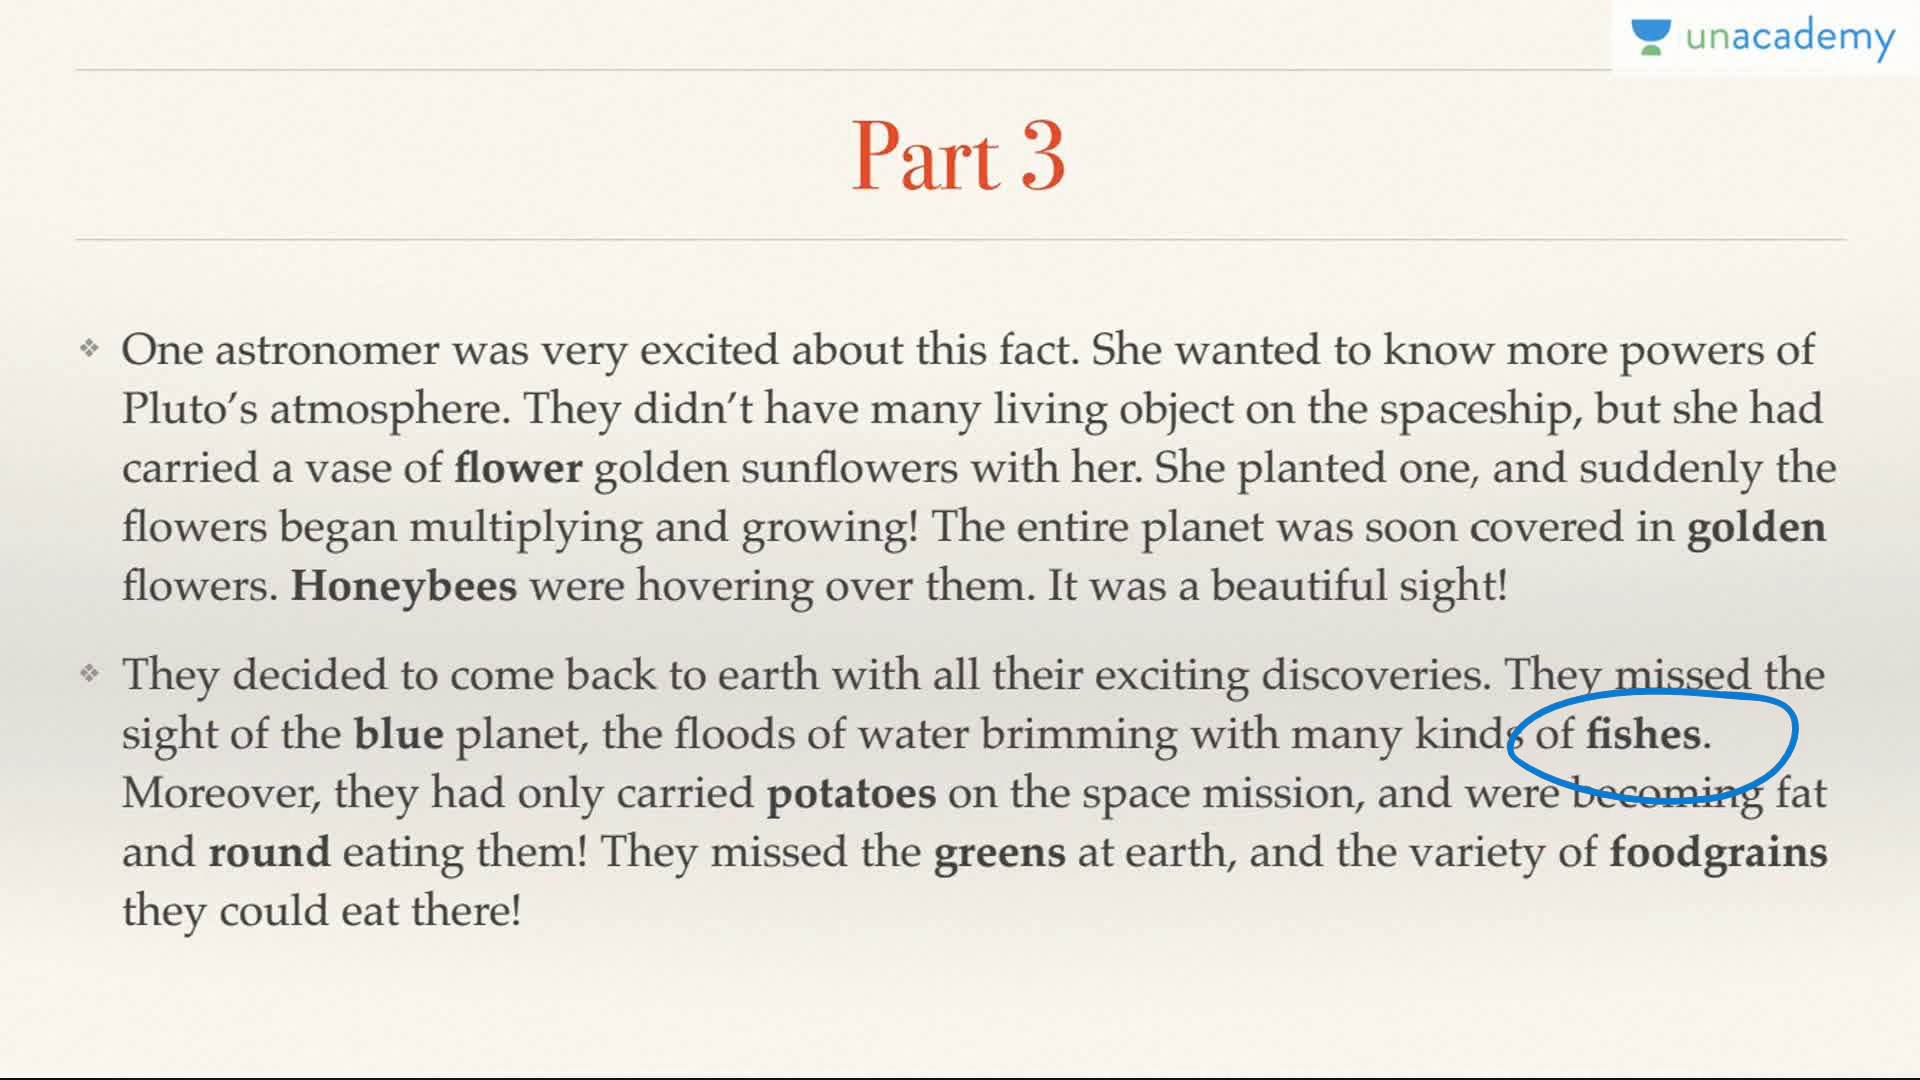 unacademy
Part 3
One astronomer was very excited about this fact. She wanted to know more powers of
Pluto’s atmosphere. They didn’t have many living object on the spaceship, but she had
carried a vase of flower golden sunflowers with her. She planted one, and suddenly the
flowers began multiplying and growing! The entire planet was soon covered in golden
flowers. Honeybees were hovering over them. It was a beautiful sight!
They decided to come back to earth with all their exciting discoveries. They missed the
sight of the blue planet, the floods of water brimming with many kinds of fishes.
Moreover, they had only carried potatoes on the space mission, and were becoming fat
and round eating them! They missed the greens at earth, and the variety of foodgrains
they could eat there!